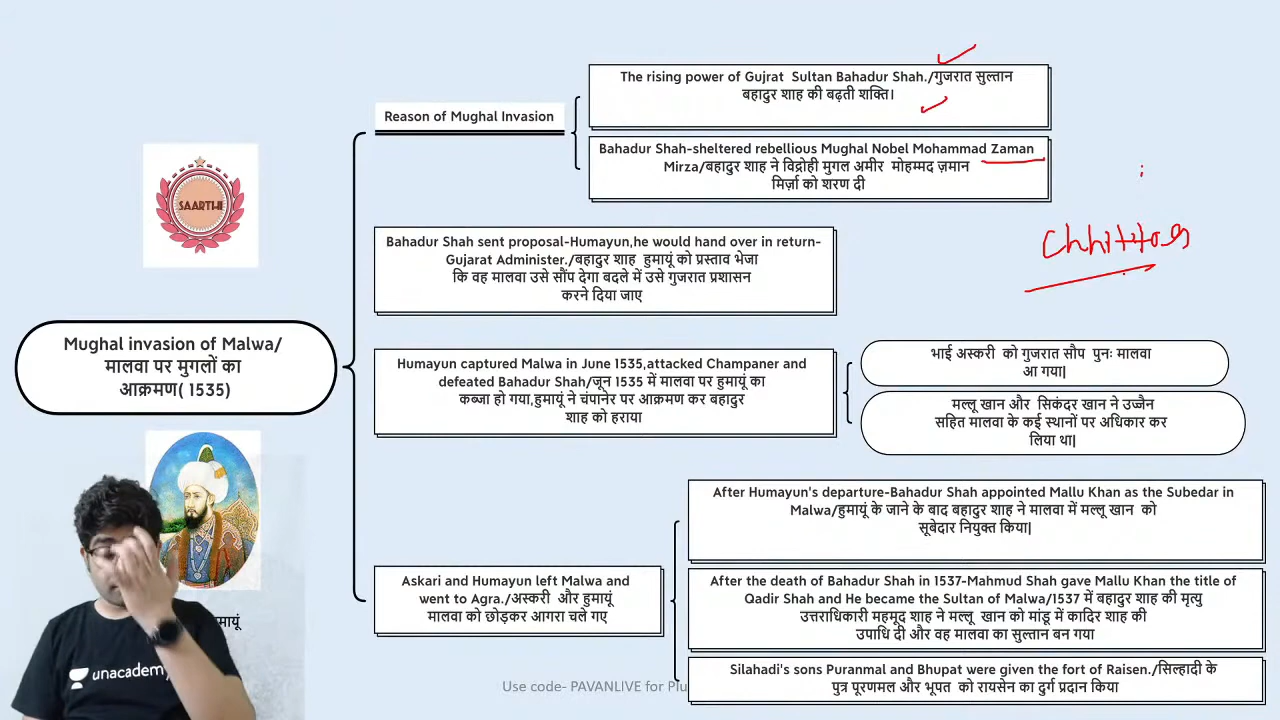 The rising power of Gujrat Sultan Bahadur Shah./गुजरात सुल्तान
बहादुर शाह की बढ़ती शक्ति।
Reason of Mughal Invasion
Bahadur Shah-sheltered rebellious Mughal Nobel Mohammad Zaman
Mirza/बहादुर शाह ने विद्रोही मुगल अमीर मोहम्मद ज़मान
मिर्ज़ा को शरण दी
SAARTHI
Chhittog
Bahadur Shah sent proposal-Humayun,he would hand over in return-
Gujarat Administer./बहादुर शाह हुमायूं को प्रस्ताव भेजा
कि वह मालवा उसे सौंप देगा बदले में उसे गुजरात प्रशासन
करने दिया जाए
Mughal invasion of Malwa/
मालवा पर मुगलों का
आक्रमण( 1535)
Humayun captured Malwa in June 1535,attacked Champaner and
defeated Bahadur Shah/जून 1535 में मालवा पर हुमायूं का
कब्जा हो गया,हुमायूं ने चंपानेर पर आक्रमण कर बहादुर
शाह को हराया
भाई अस्करी को गुजरात सौप पुनः मालवा
आ गया|
मल्लू खान और सिकंदर खान ने उज्जैन
सहित मालवा के कई स्थानों पर अधिकार कर
लिया था|
After Humayun's departure-Bahadur Shah appointed Mallu Khan as the Subedar in
Malwa/हुमायूं के जाने के बाद बहादुर शाह ने मालवा में मल्लू खान को
सूबेदार नियुक्त किया|
Askari and Humayun left Malwa and
went to Agra./अस्करी और हुमायूं
मालवा को छोड़कर आगरा चले गए
After the death of Bahadur Shah in 1537-Mahmud Shah gave Mallu Khan the title of
Qadir Shah and He became the Sultan of Malwa/1537 में बहादुर शाह की मृत्यु
उत्तराधिकारी महमूद शाह ने मल्लू खान को मांडू में कादिर शाह की
उपाधि दी और वह मालवा का सुल्तान बन गया
Silahadi's sons Puranmal and Bhupat were given the fort of Raisen./सिल्हादी के
पुत्र पूरणमल और भूपत को रायसेन का दुर्ग प्रदान किया
unacademy
Use code- PAVANLIVE for